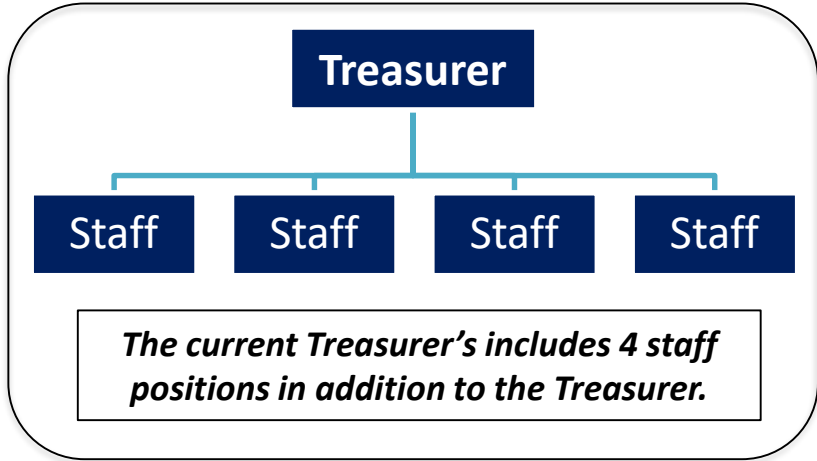 Treasurer
Staff
Staff
Staff
Staff
The current Treasurer’s includes 4 staff
positions in addition to the Treasurer.